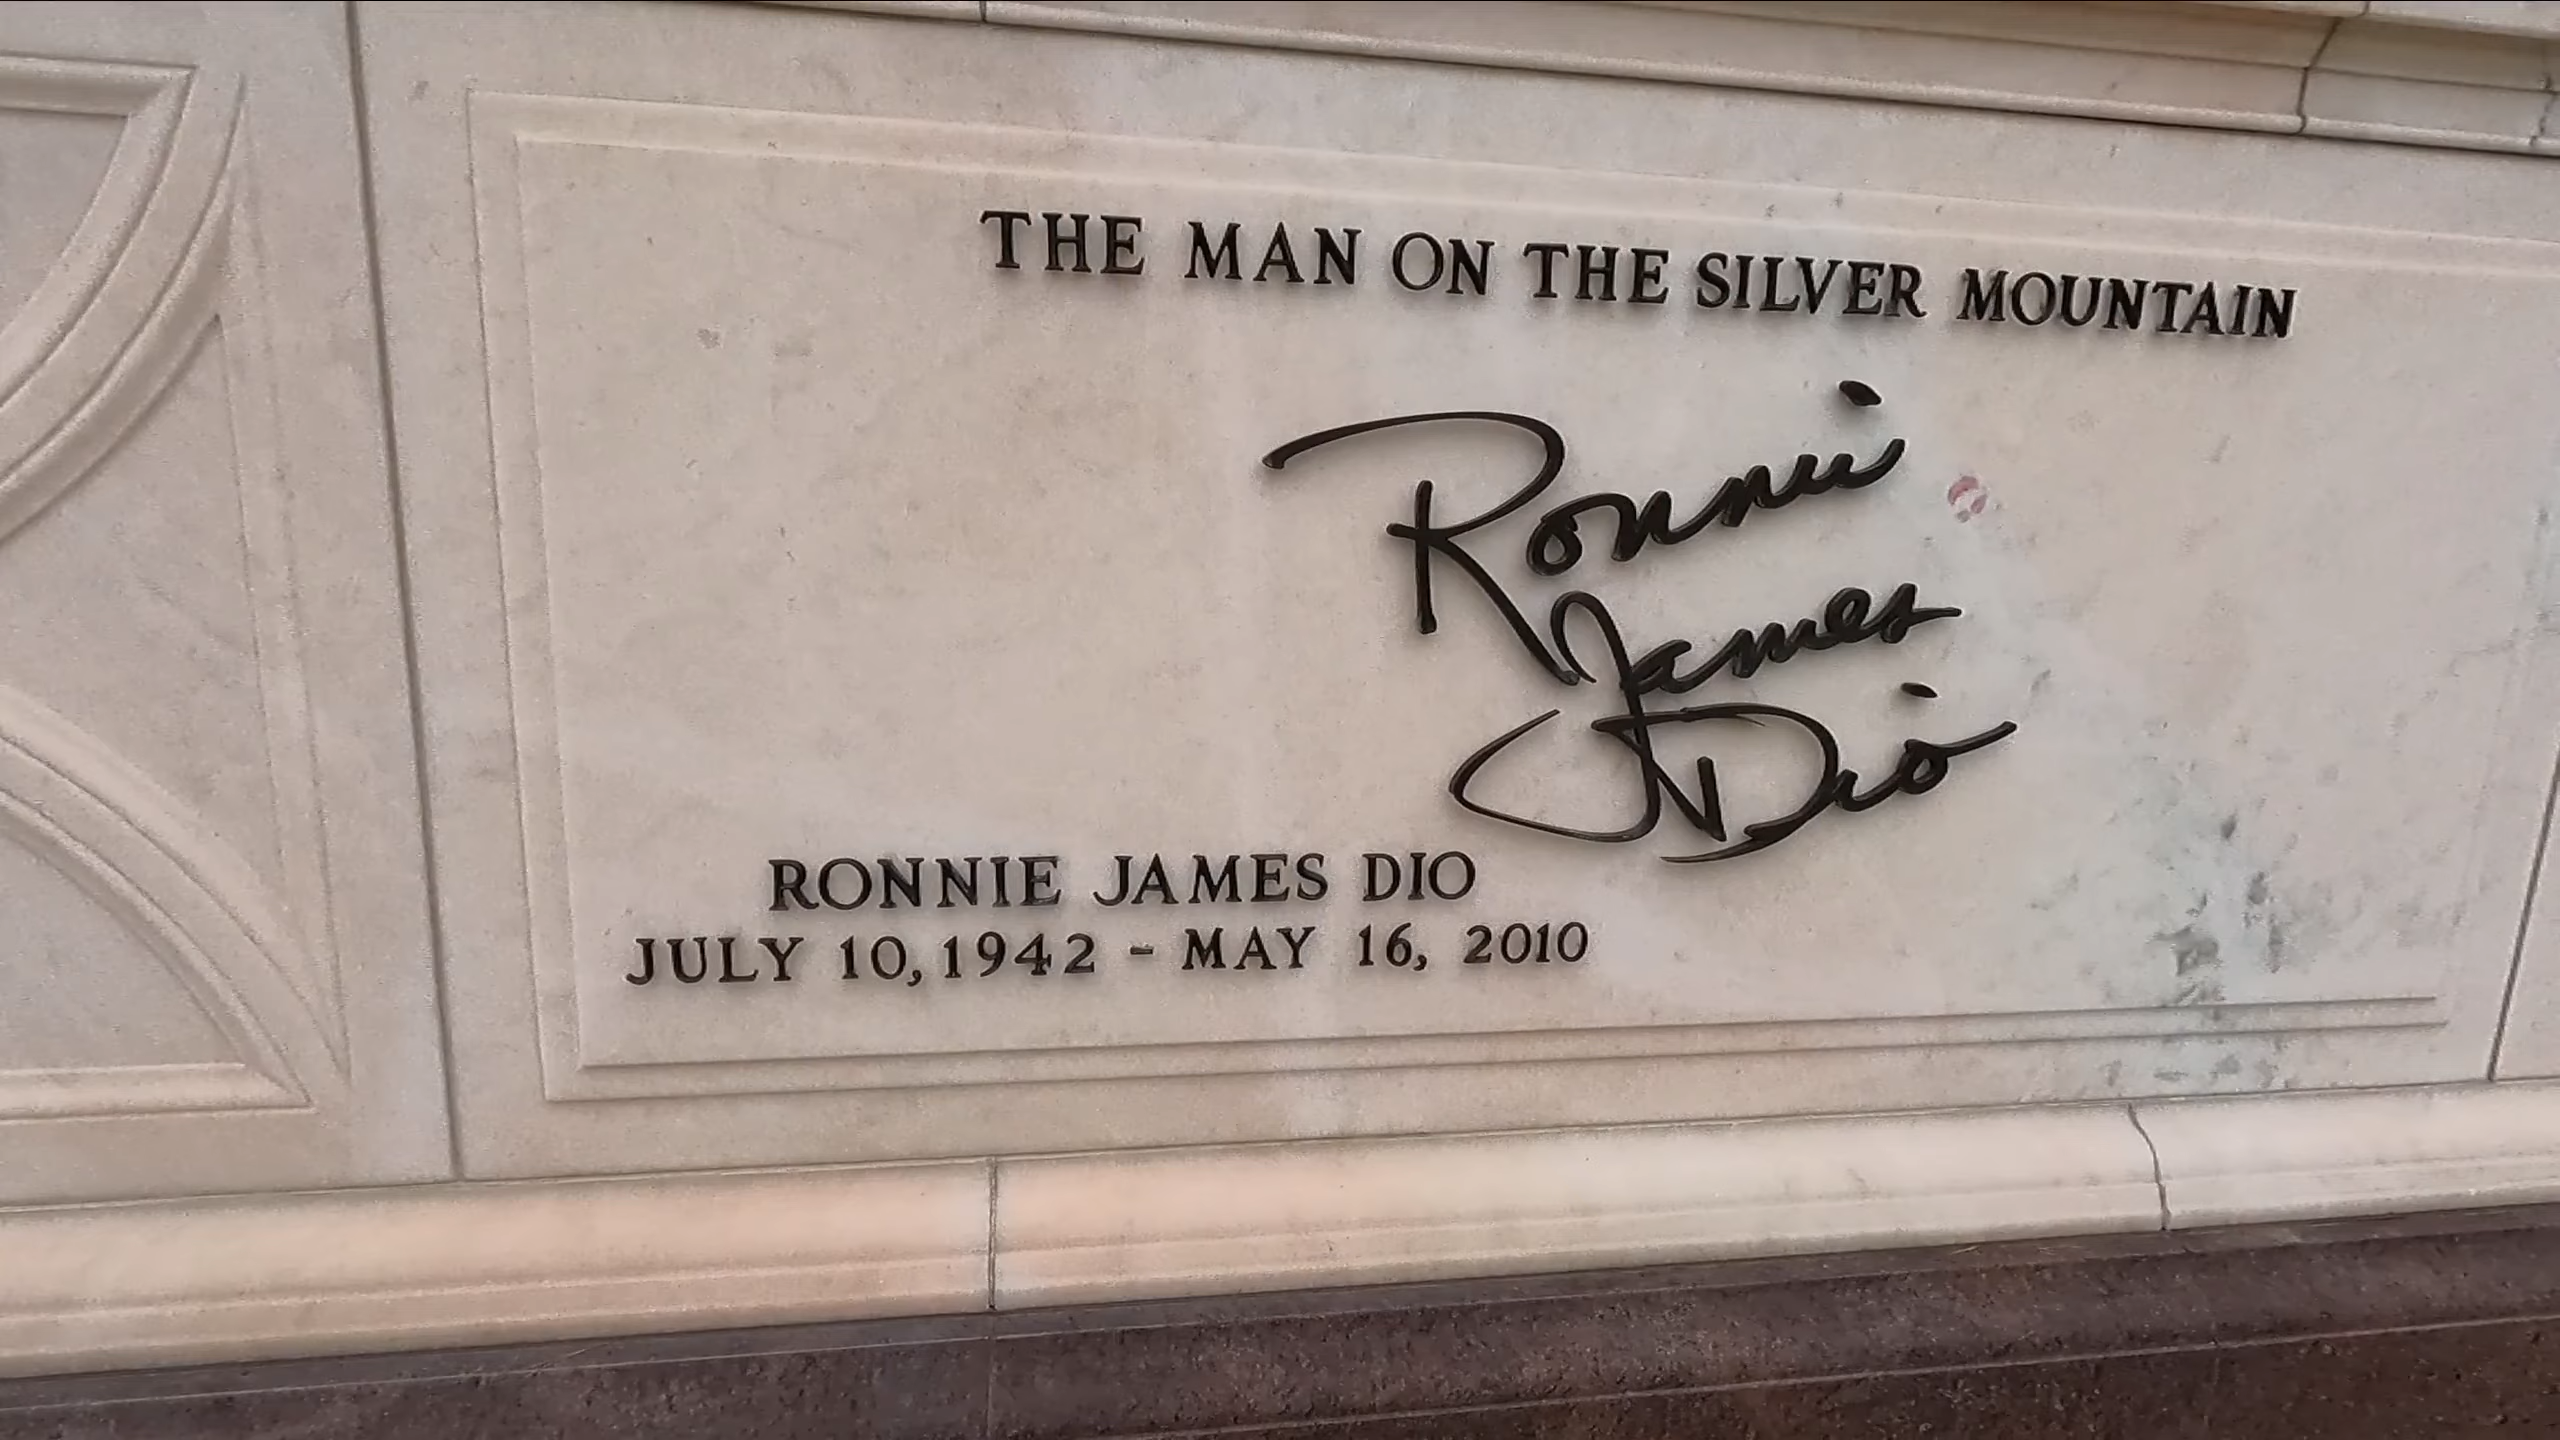 THE MAN ON THE SILVER MOUNTAIN
Ronnie
James
Dio
RONNIE JAMES DIO
JULY 10, 1942 - MAY 16, 2010